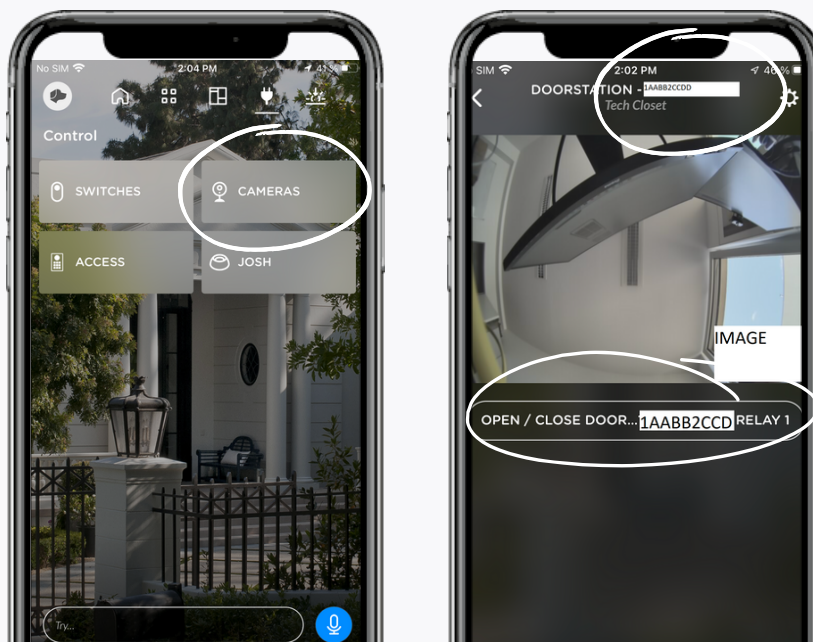 No SIM 2:04 PM 41%
Control
SWITCHES
CAMERAS
ACCESS
JOSH
Try...
SIM 2:02 PM 46%
DOORSTATION - 1AABB2CCDD
Tech Closet
IMAGE
OPEN / CLOSE DOOR... 1AABB2CCD RELAY 1